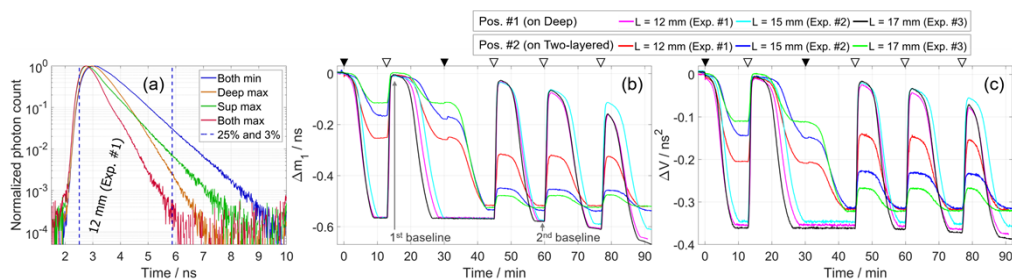 Pos. #1 (on Deep) L = 12 mm (Exp. #1) L = 15 mm (Exp. #2) L = 17 mm (Exp. #3)
Pos. #2 (on Two-layered) L = 12 mm (Exp. #1) L = 15 mm (Exp. #2) L = 17 mm (Exp. #3)
Normalized photon count
10^0
10^-1
10^-2
10^-3
10^-4
(a)
Both min
Deep max
Sup max
Both max
25% and 3%
12 mm (Exp. #1)
2 3 4 5 6 7 8 9 10
Time / ns
Δm₁ / ns
0
-0.2
-0.4
-0.6
(b)
1st baseline
2nd baseline
0 10 20 30 40 50 60 70 80 90
Time / min
ΔV / ns²
0
-0.1
-0.2
-0.3
-0.4
(c)
0 10 20 30 40 50 60 70 80 90
Time / min